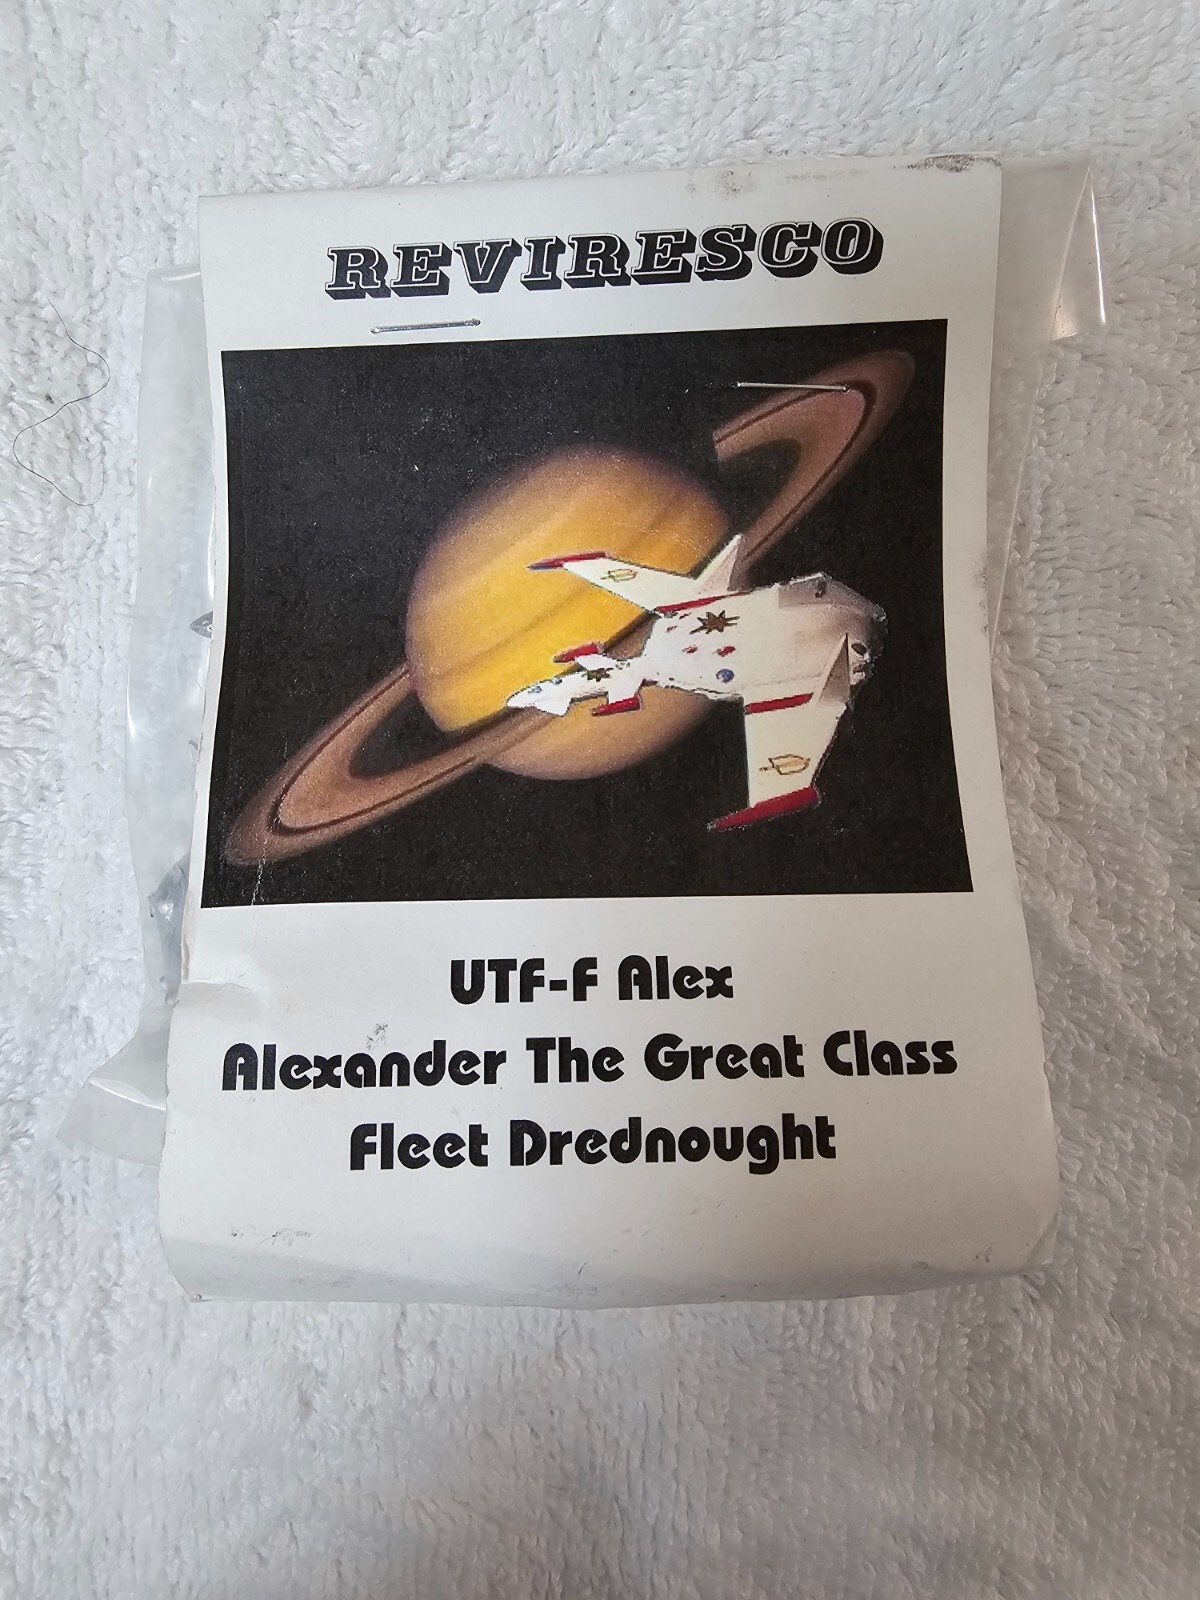 REVIRESCO
UTF-F Alex
Alexander The Great Class
Fleet Drednought